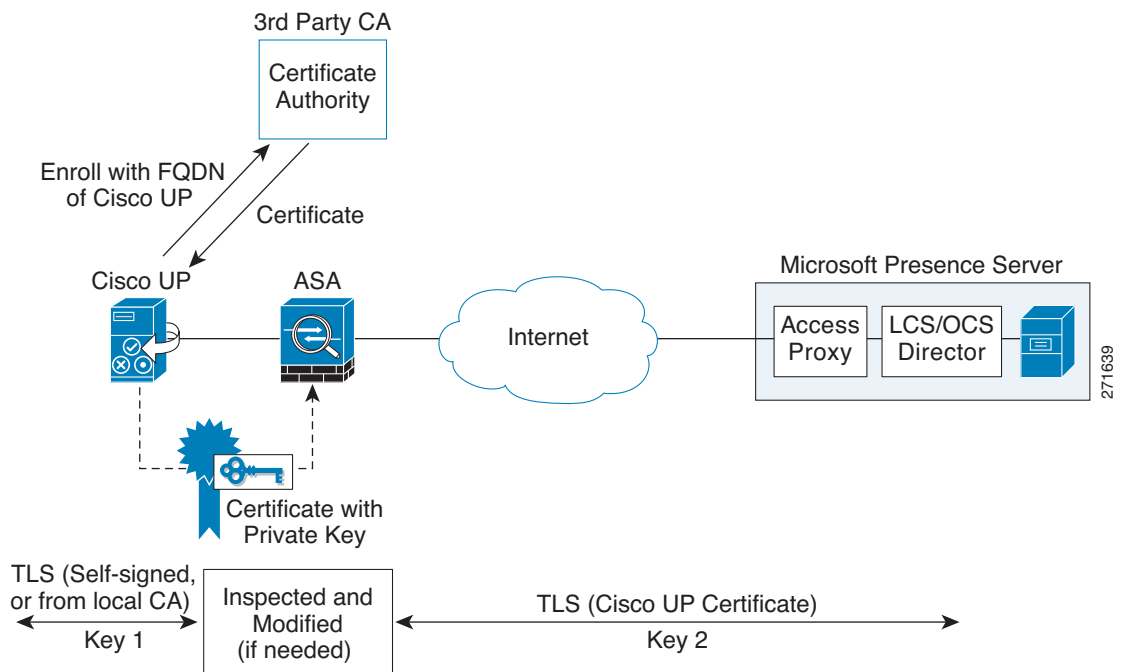 3rd Party CA
Certificate
Authority
Enroll with FQDN
of Cisco UP
Certificate
Cisco UP
ASA
Microsoft Presence Server
Internet
Access
Proxy
LCS/OCS
Director
271639
Certificate with
Private Key
TLS (Self-signed,
or from local CA)
Key 1
Inspected and
Modified
(if needed)
TLS (Cisco UP Certificate)
Key 2